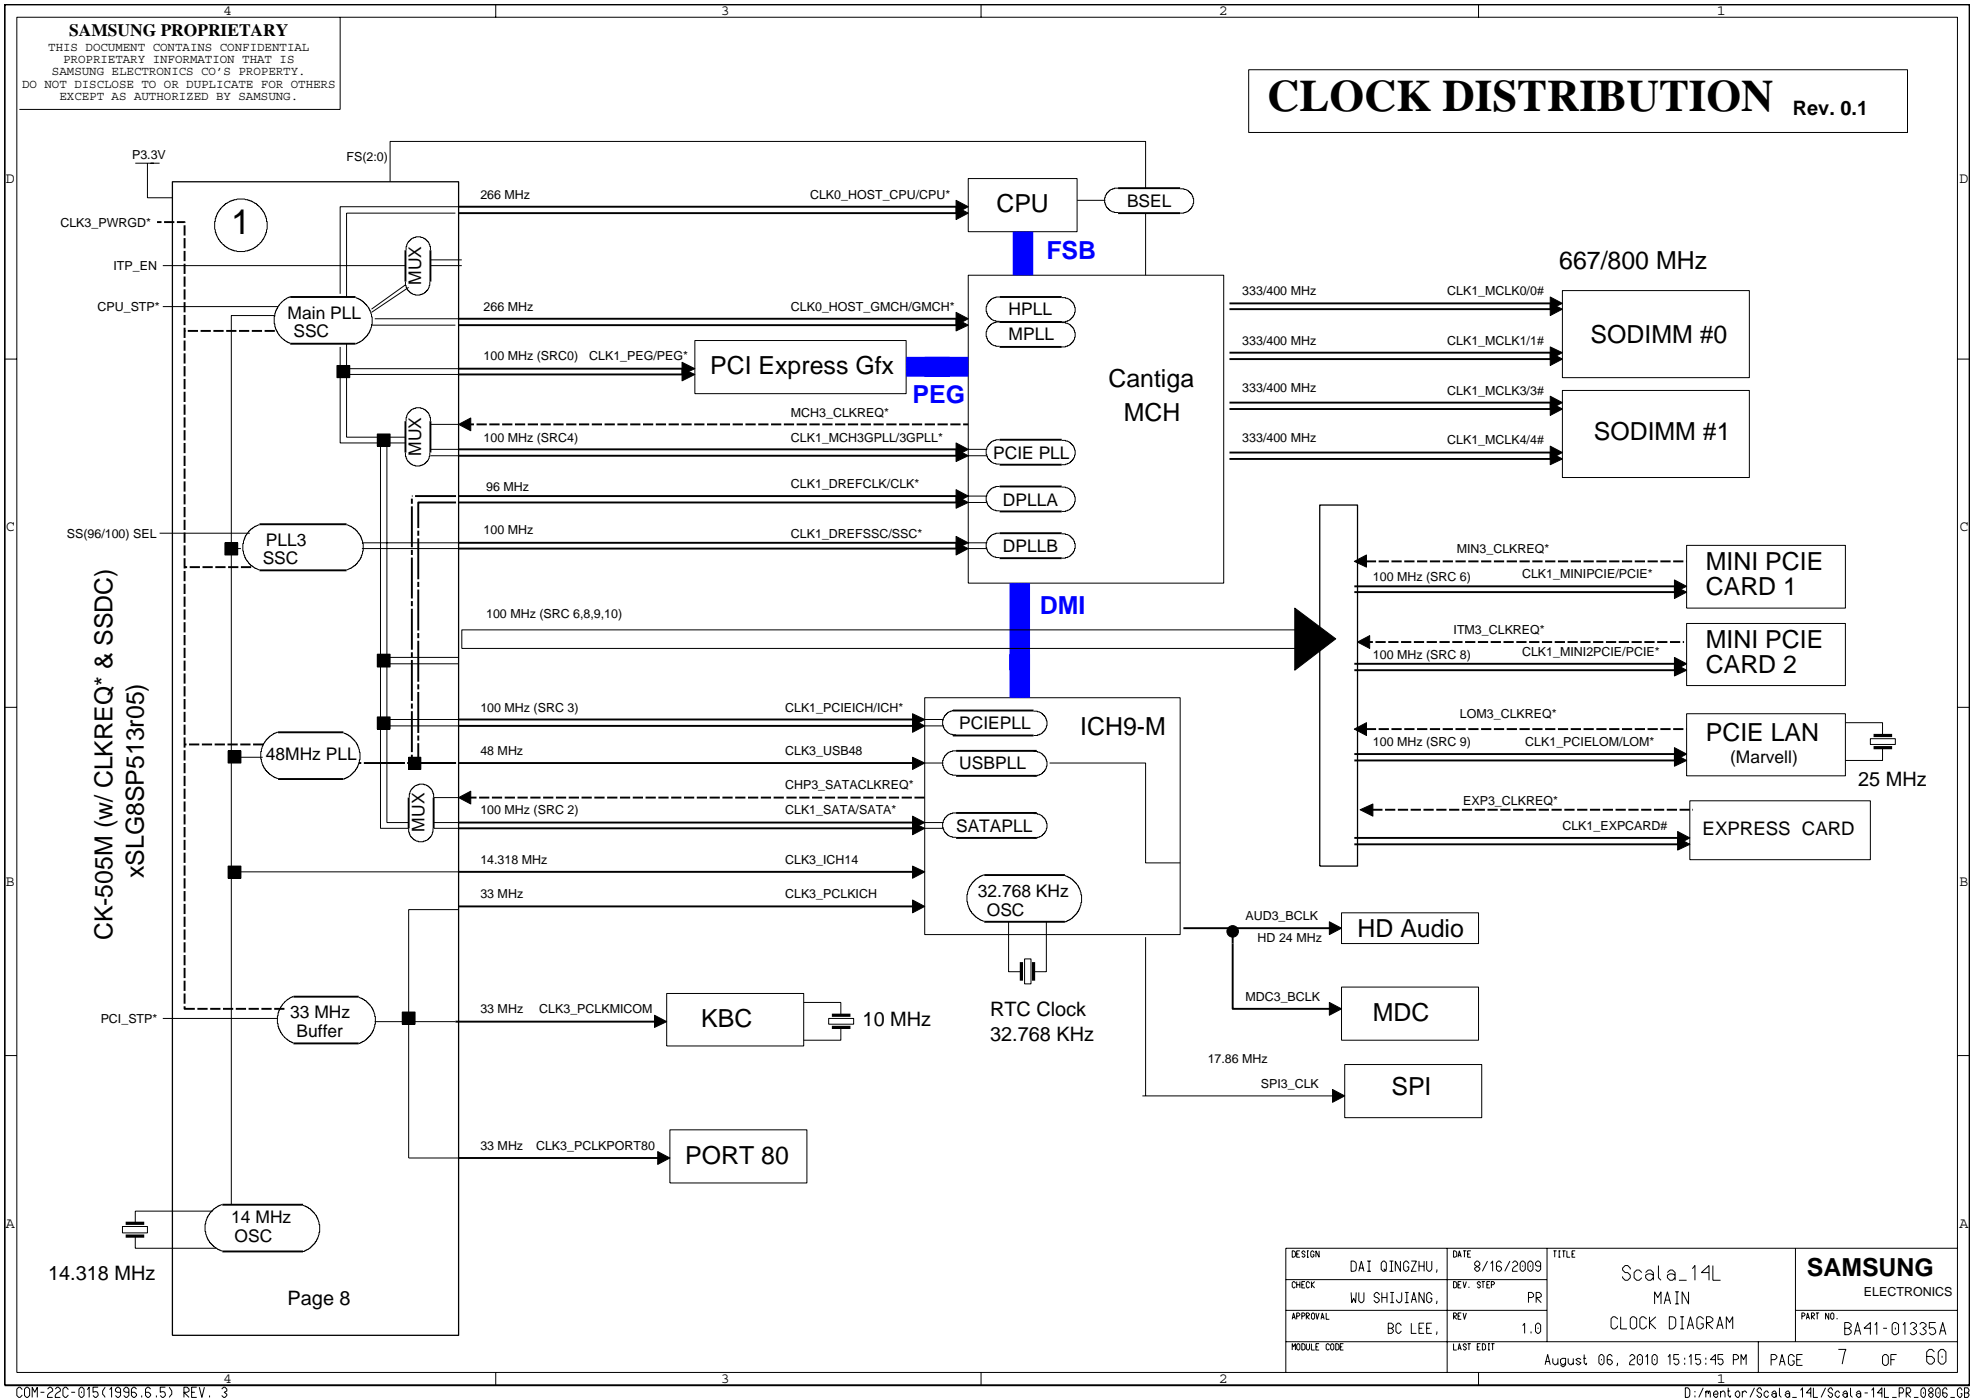 4
3
2
1
SAMSUNG PROPRIETARY
THIS DOCUMENT CONTAINS CONFIDENTIAL
PROPRIETARY INFORMATION THAT IS
SAMSUNG ELECTRONICS CO'S PROPERTY.
DO NOT DISCLOSE TO OR DUPLICATE FOR OTHERS
EXCEPT AS AUTHORIZED BY SAMSUNG.
CLOCK DISTRIBUTION Rev. 0.1
P3.3V
FS(2:0)
D
D
CLK3_PWRGD*
1
ITP_EN
MUX
CPU_STP*
Main PLL
SSC
266 MHz
CLK0_HOST_CPU/CPU*
CPU
BSEL
FSB
266 MHz
CLK0_HOST_GMCH/GMCH*
HPLL
MPLL
100 MHz (SRC0) CLK1_PEG/PEG*
PCI Express Gfx
PEG
Cantiga
MCH
MUX
MCH3_CLKREQ*
100 MHz (SRC4)
CLK1_MCH3GPLL/3GPLL*
PCIE PLL
96 MHz
CLK1_DREFCLK/CLK*
DPLLA
100 MHz
CLK1_DREFSSC/SSC*
DPLLB
667/800 MHz
333/400 MHz
CLK1_MCLK0/0#
SODIMM #0
333/400 MHz
CLK1_MCLK1/1#
333/400 MHz
CLK1_MCLK3/3#
SODIMM #1
333/400 MHz
CLK1_MCLK4/4#
C
C
SS(96/100) SEL
PLL3
SSC
CK-505M (w/ CLKREQ* & SSDC)
xSLG8SP513r05)
DMI
100 MHz (SRC 6,8,9,10)
MIN3_CLKREQ*
100 MHz (SRC 6)
CLK1_MINIPCIE/PCIE*
MINI PCIE
CARD 1
ITM3_CLKREQ*
100 MHz (SRC 8)
CLK1_MINI2PCIE/PCIE*
MINI PCIE
CARD 2
LOM3_CLKREQ*
100 MHz (SRC 9)
CLK1_PCIELOM/LOM*
PCIE LAN
(Marvell)
25 MHz
EXP3_CLKREQ*
CLK1_EXPCARD#
EXPRESS CARD
48MHz PLL
100 MHz (SRC 3)
CLK1_PCIEICH/ICH*
PCIEPLL
ICH9-M
48 MHz
CLK3_USB48
USBPLL
MUX
CHP3_SATACLKREQ*
100 MHz (SRC 2)
CLK1_SATA/SATA*
SATAPLL
14.318 MHz
CLK3_ICH14
33 MHz
CLK3_PCLKICH
32.768 KHz
OSC
B
B
RTC Clock
32.768 KHz
AUD3_BCLK
HD 24 MHz
HD Audio
MDC3_BCLK
MDC
17.86 MHz
SPI3_CLK
SPI
PCI_STP*
33 MHz
Buffer
33 MHz
CLK3_PCLKMICOM
KBC
10 MHz
33 MHz
CLK3_PCLKPORT80
PORT 80
A
A
14 MHz
OSC
14.318 MHz
Page 8
DESIGN
DAI QINGZHU,
DATE
8/16/2009
TITLE
Scala_14L
MAIN
CLOCK DIAGRAM
SAMSUNG
ELECTRONICS
CHECK
WU SHIJIANG,
DEV. STEP
PR
APPROVAL
BC LEE,
REV
1.0
PART NO.
BA41-01335A
MODULE CODE
LAST EDIT
August 06, 2010 15:15:45 PM
PAGE 7 OF 60
4
3
2
1
COM-22C-015(1996.6.5) REV. 3
D:/mentor/Scala_14L/Scala-14L_PR_0806_GB